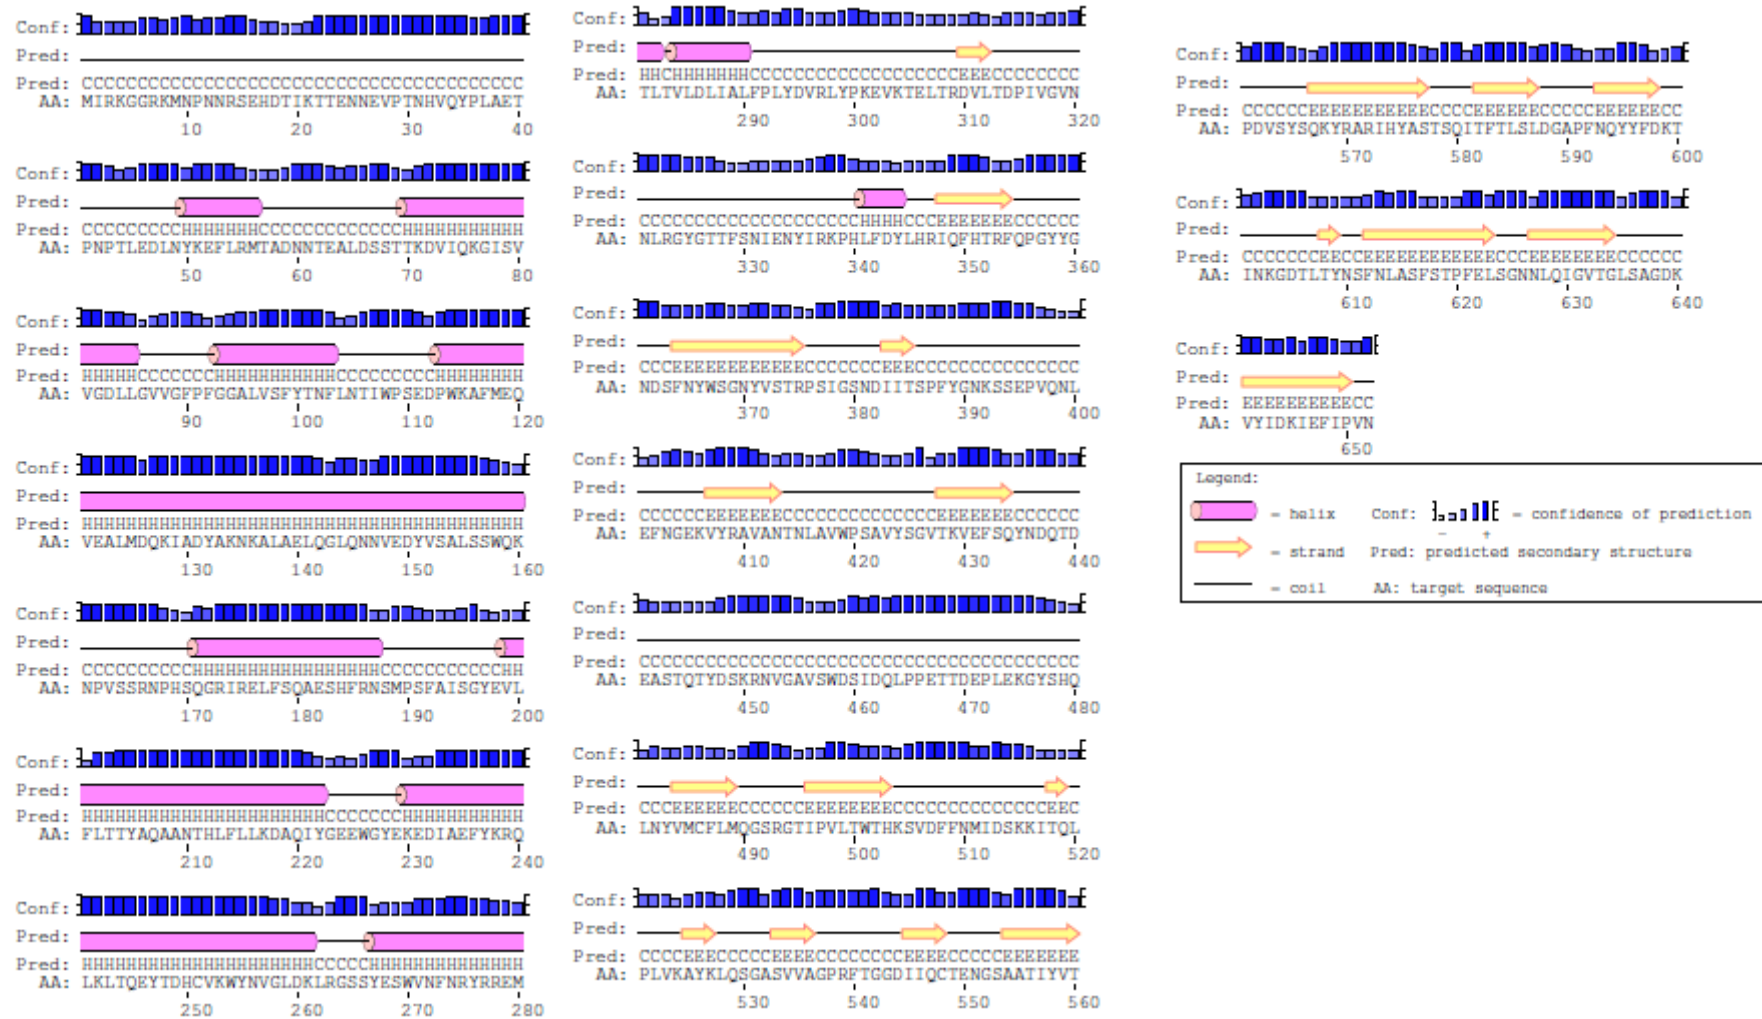 Conf:
Pred:
Pred: CCCCCCCCCCCCCCCCCCCCCCCCCCCCCCCCCCCCCCCC
AA: MIRKGGRKMNPNNRSEHDTIKTTENNEVPTNHVQYPLAET
10 20 30 40
Conf:
Pred:
Pred: CCCCCCCCCHHHHHHHCCCCCCCCCCCCCHHHHHHHHHHH
AA: PNPTLEDLNYKEFLRMTADNNTEALDSSTTKDVIQKGISV
50 60 70 80
Conf:
Pred:
Pred: HHHHHCCCCCCCHHHHHHHHHHHCCCCCCCCCHHHHHHHH
AA: VGDLLGVVGFPFGGALVSFYTNFLNTIWPSEDPWKAFMEQ
90 100 110 120
Conf:
Pred:
Pred: HHHHHHHHHHHHHHHHHHHHHHHHHHHHHHHHHHHHHHHH
AA: VEALMDQKIADYAKNKALAELQGLQNNVEDYVSALSSWQK
130 140 150 160
Conf:
Pred:
Pred: CCCCCCCCCCHHHHHHHHHHHHHHHHHCCCCCCCCCCCHH
AA: NPVSSRNPHSQGRIRELFSQAESHFRNSMPSFAISGYEVL
170 180 190 200
Conf:
Pred:
Pred: HHHHHHHHHHHHHHHHHHHHHHCCCCCCCHHHHHHHHHHH
AA: FLTTYAQAANTHLFLLKDAQIYGEEWGYEKEDIAEFYKRQ
210 220 230 240
Conf:
Pred:
Pred: HHHHHHHHHHHHHHHHHHHHHCCCCCHHHHHHHHHHHHHH
AA: LKLTQEYTDHCVKWYNVGLDKLRGSSYESWVNFNRYRREM
250 260 270 280
Conf:
Pred:
Pred: HHCHHHHHHHCCCCCCCCCCCCCCCCCCCEEECCCCCCCC
AA: TLTVLDLIALFPLYDVRLYPKEVKTELTRDVLTDPIVGVN
290 300 310 320
Conf:
Pred:
Pred: CCCCCCCCCCCCCCCCCCCCHHHHCCCEEEEEEECCCCCC
AA: NLRGYGTTFSNIENYIRKPHLFDYLHRIQFHTRFQPGYYG
330 340 350 360
Conf:
Pred:
Pred: CCCEEEEEEEEEEEECCCCCCCEEECCCCCCCCCCCCCCC
AA: NDSFNYWSGNYVSTRPSIGSNDIITSPFYGNKSSEPVQNL
370 380 390 400
Conf:
Pred:
Pred: CCCCCCEEEEEEECCCCCCCCCCCCCCEEEEEEECCCCCC
AA: EFNGEKVYRAVANTNLAVWPSAVYSGVTKVEFSQYNDQTD
410 420 430 440
Conf:
Pred:
Pred: CCCCCCCCCCCCCCCCCCCCCCCCCCCCCCCCCCCCCCCC
AA: EASTQTYDSKRNVGAVSWDSIDQLPPETTDEPLEKGYSHQ
450 460 470 480
Conf:
Pred:
Pred: CCCEEEEEECCCCCCEEEEEEEECCCCCCCCCCCCCCEEC
AA: LNYVMCFLMQGSRGTIPVLTWTHKSVDFFNMIDSKKITQL
490 500 510 520
Conf:
Pred:
Pred: CCCCEEECCCCCEEEECCCCCCCCEEEECCCCCEEEEEEE
AA: PLVKAYKLQSGASVVAGPRFTGGDIIQCTENGSAATIYVT
530 540 550 560
Conf:
Pred:
Pred: CCCCCCEEEEEEEEEEECCCCEEEEEECCCCCEEEEEECC
AA: PDVSYSQKYRARIHYASTSQITFTLSLDGAPFNQYYFDKT
570 580 590 600
Conf:
Pred:
Pred: CCCCCCCEECCEEEEEEEEEEEECCCEEEEEEEECCCCCC
AA: INKGDTLTYNSFNLASFSTPFELSGNNLQIGVTGLSAGDK
610 620 630 640
Conf:
Pred:
Pred: EEEEEEEEEECC
AA: VYIDKIEFIPVN
650
Legend:
= helix Conf: = confidence of prediction
- +
= strand Pred: predicted secondary structure
= coil AA: target sequence